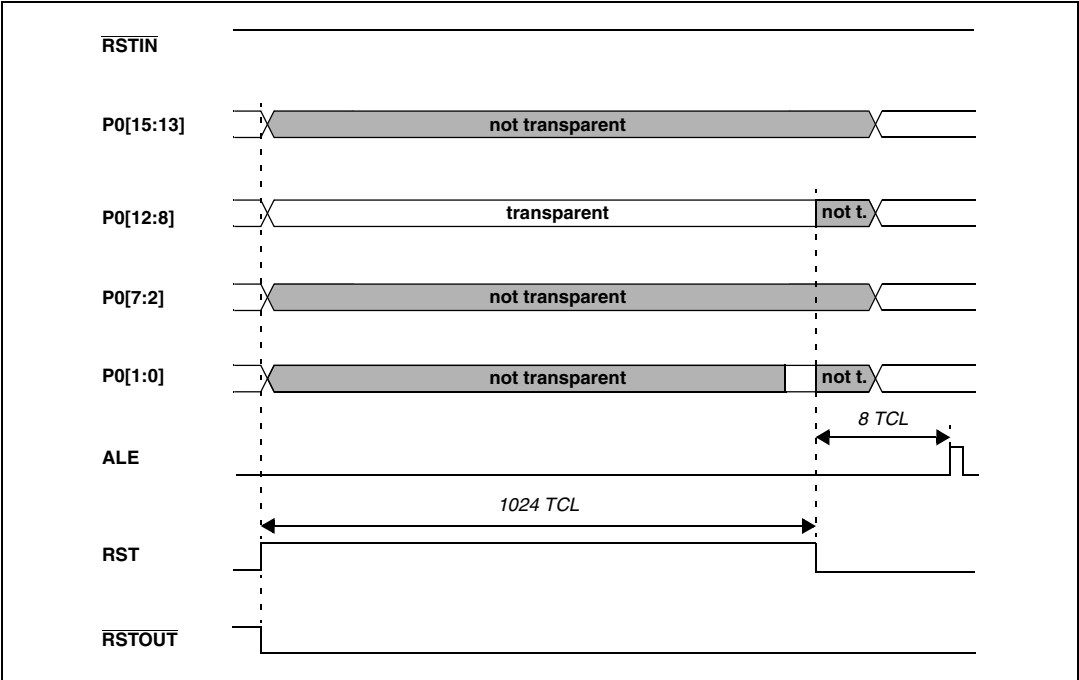 RSTIN
P0[15:13] not transparent
P0[12:8] transparent not t.
P0[7:2] not transparent
P0[1:0] not transparent not t.
8 TCL
ALE
1024 TCL
RST
RSTOUT